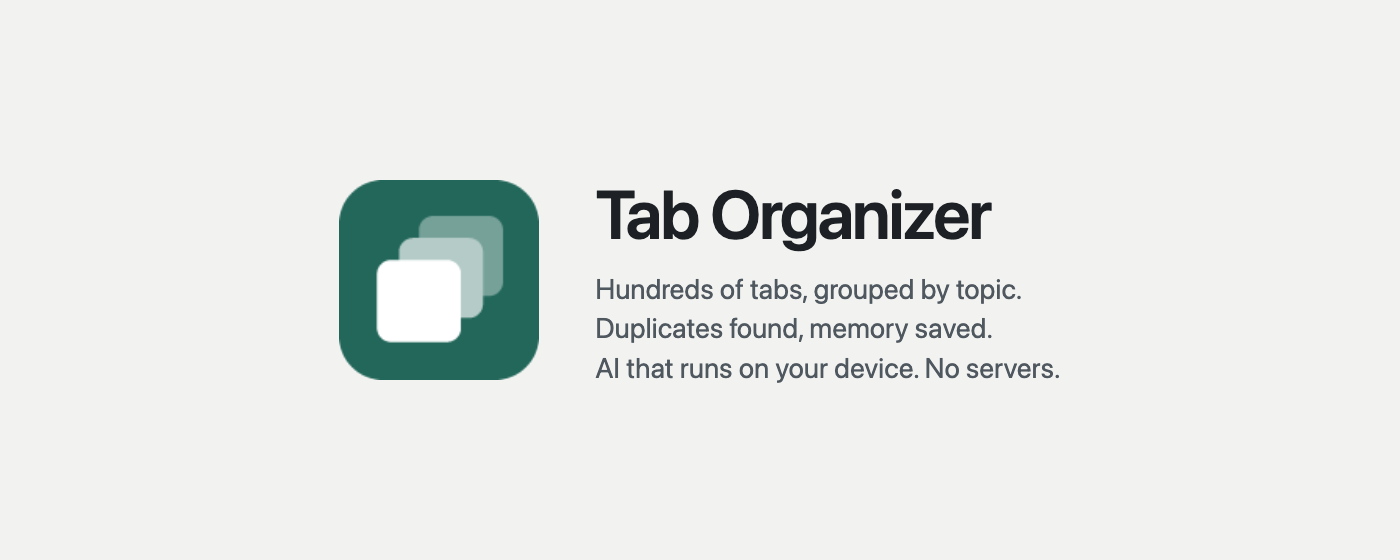 Tab Organizer
Hundreds of tabs, grouped by topic.
Duplicates found, memory saved.
AI that runs on your device. No servers.